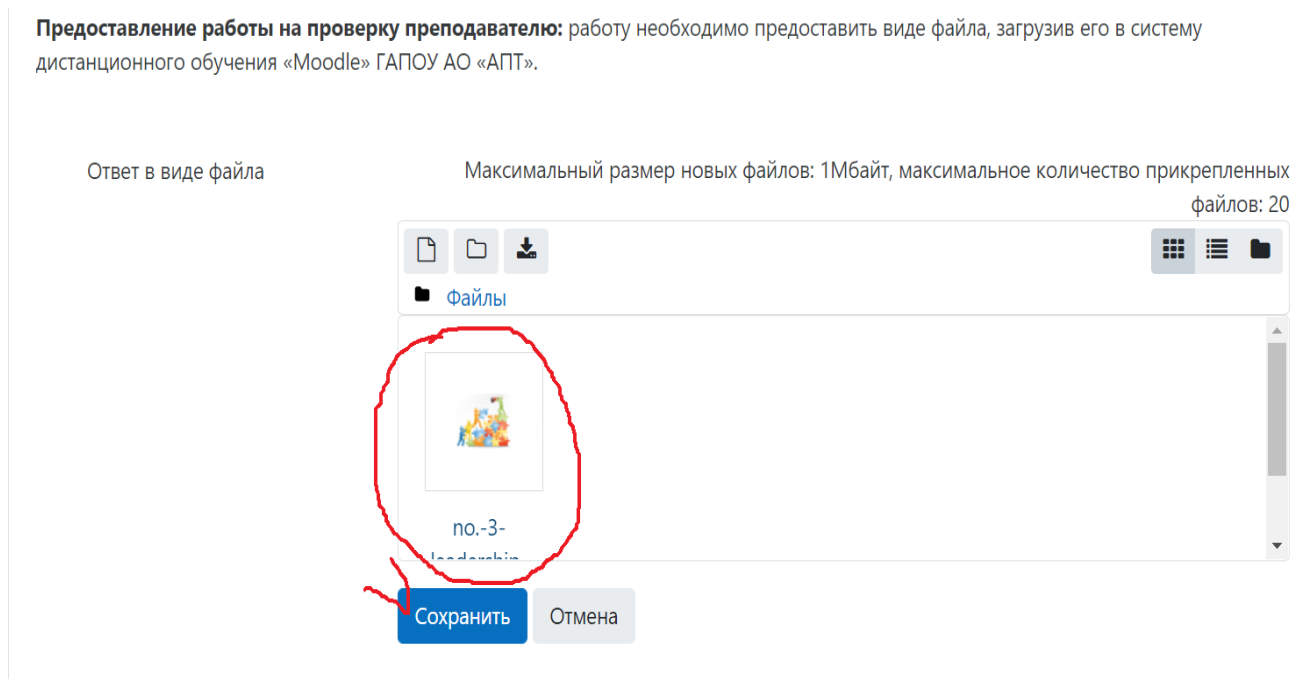 Предоставление работы на проверку преподавателю: работу необходимо предоставить виде файла, загрузив его в систему
дистанционного обучения «Moodle» ГАПОУ АО «АПТ».
Ответ в виде файла
Максимальный размер новых файлов: 1Мбайт, максимальное количество прикрепленных
файлов: 20
Файлы
no.-3-
leadership
Сохранить
Отмена